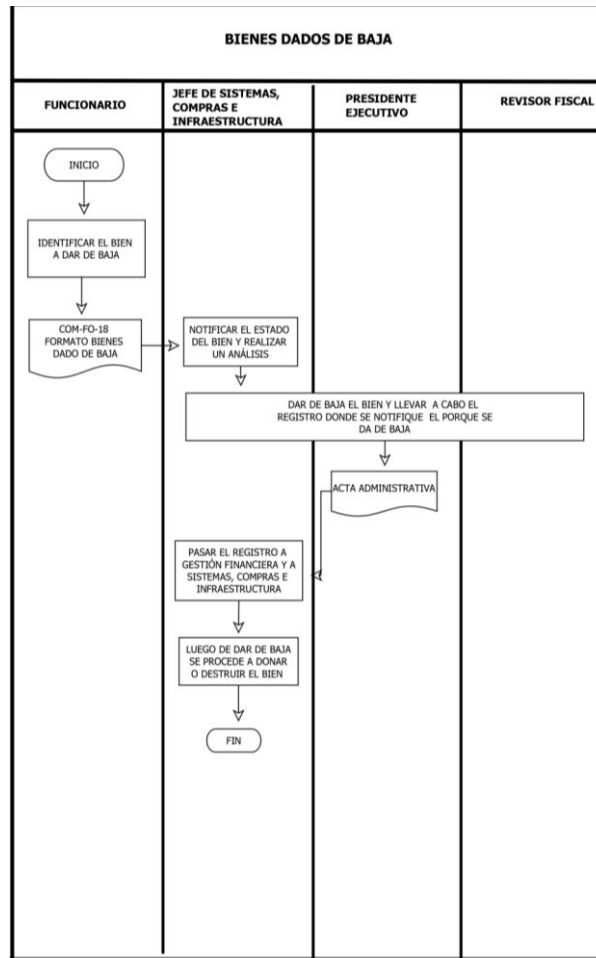 BIENES DADOS DE BAJA
FUNCIONARIO
JEFE DE SISTEMAS,
COMPRAS E
INFRAESTRUCTURA
PRESIDENTE
EJECUTIVO
REVISOR FISCAL
INICIO
IDENTIFICAR EL BIEN
A DAR DE BAJA
COM-FO-18
FORMATO BIENES
DADO DE BAJA
NOTIFICAR EL ESTADO
DEL BIEN Y REALIZAR
UN ANÁLISIS
DAR DE BAJA EL BIEN Y LLEVAR A CABO EL
REGISTRO DONDE SE NOTIFIQUE EL PORQUE SE
DA DE BAJA
ACTA ADMINISTRATIVA
PASAR EL REGISTRO A
GESTIÓN FINANCIERA Y A
SISTEMAS, COMPRAS E
INFRAESTRUCTURA
LUEGO DE DAR DE BAJA
SE PROCEDE A DONAR
O DESTRUIR EL BIEN
FIN